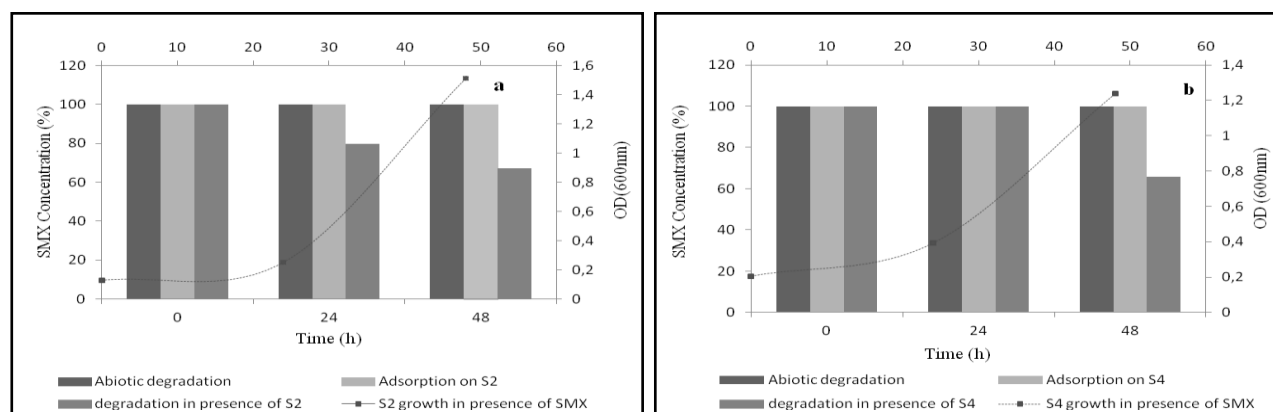 0 10 20 30 40 50 60
120 1,6
100 1,4
80 1,2
60 1
40 0,8
20 0,6
0 0,4
0,2
0
a
SMX Concentration (%)
OD(600nm)
0 24 48
Time (h)
Abiotic degradation Adsorption on S2
degradation in presence of S2 S2 growth in presence of SMX
0 10 20 30 40 50 60
120 1,4
100 1,2
80 1
60 0,8
40 0,6
20 0,4
0 0,2
0
b
SMX Concentration (%)
OD (600nm)
0 24 48
Time (h)
Abiotic degradation Adsorption on S4
degradation in presence of S4 S4 growth in presence of SMX